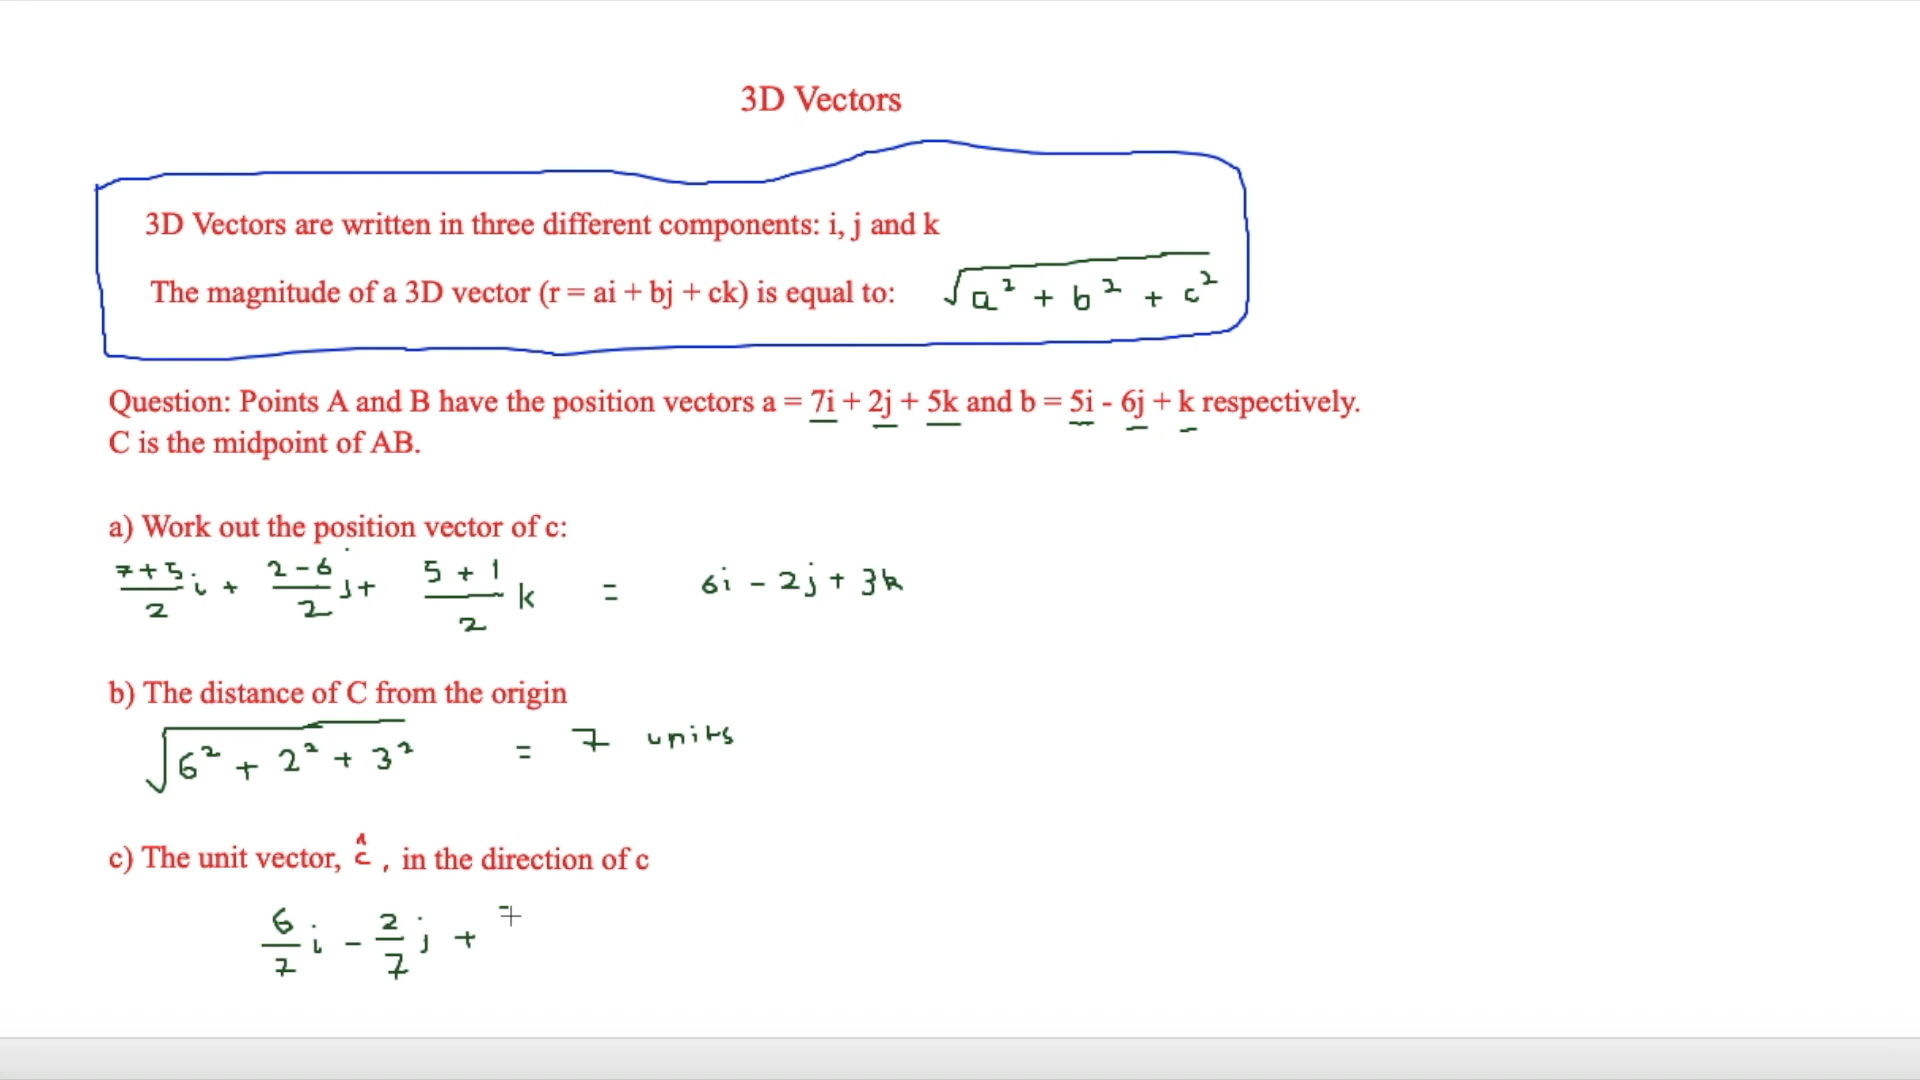 3D Vectors
3D Vectors are written in three different components: i, j and k
The magnitude of a 3D vector (r = ai + bj + ck) is equal to: √(a² + b² + c²)
Question: Points A and B have the position vectors a = 7i + 2j + 5k and b = 5i - 6j + k respectively.
C is the midpoint of AB.
a) Work out the position vector of c:
(7+5)/2 i + (2-6)/2 j + (5+1)/2 k = 6i - 2j + 3k
b) The distance of C from the origin
√(6² + 2² + 3²) = 7 units
c) The unit vector, ĉ, in the direction of c
6/7 i - 2/7 j +